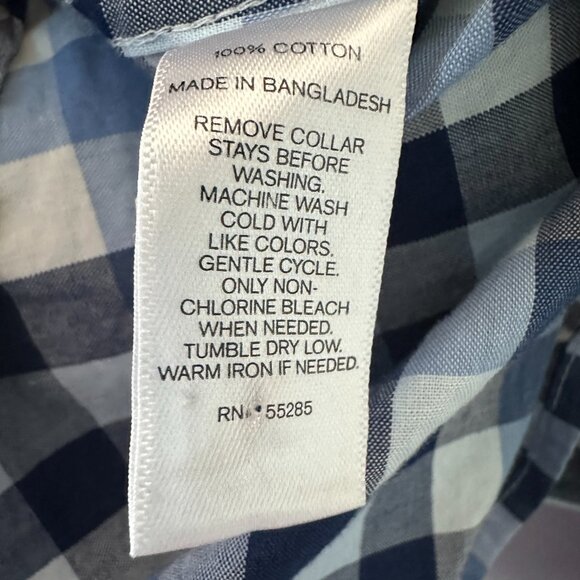 100% COTTON
MADE IN BANGLADESH
REMOVE COLLAR
STAYS BEFORE
WASHING.
MACHINE WASH
COLD WITH
LIKE COLORS.
GENTLE CYCLE.
ONLY NON-
CHLORINE BLEACH
WHEN NEEDED.
TUMBLE DRY LOW.
WARM IRON IF NEEDED.
RN 55285